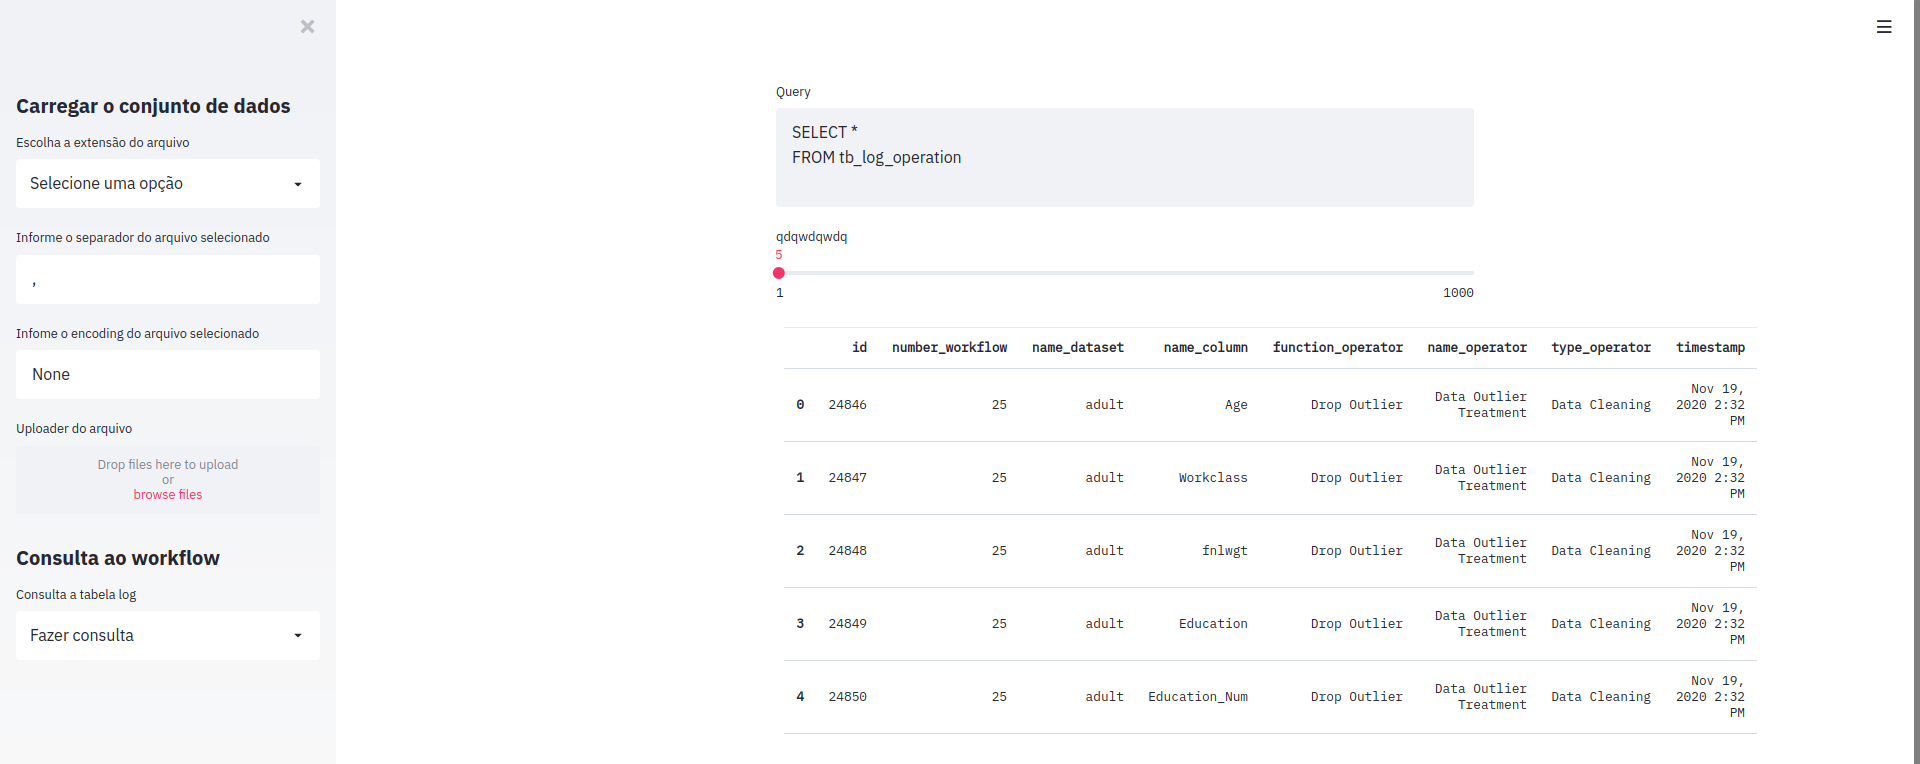 Carregar o conjunto de dados
Escolha a extensão do arquivo
Selecione uma opção
Informe o separador do arquivo selecionado
,
Infome o encoding do arquivo selecionado
None
Uploader do arquivo
Drop files here to upload
or
browse files
Consulta ao workflow
Consulta a tabela log
Fazer consulta
Query
SELECT *
FROM tb_log_operation
qdqwdqwdq
5
1 1000
id number_workflow name_dataset name_column function_operator name_operator type_operator timestamp
0 24846 25 adult Age Drop Outlier Data Outlier Treatment Data Cleaning Nov 19, 2020 2:32 PM
1 24847 25 adult Workclass Drop Outlier Data Outlier Treatment Data Cleaning Nov 19, 2020 2:32 PM
2 24848 25 adult fnlwgt Drop Outlier Data Outlier Treatment Data Cleaning Nov 19, 2020 2:32 PM
3 24849 25 adult Education Drop Outlier Data Outlier Treatment Data Cleaning Nov 19, 2020 2:32 PM
4 24850 25 adult Education_Num Drop Outlier Data Outlier Treatment Data Cleaning Nov 19, 2020 2:32 PM